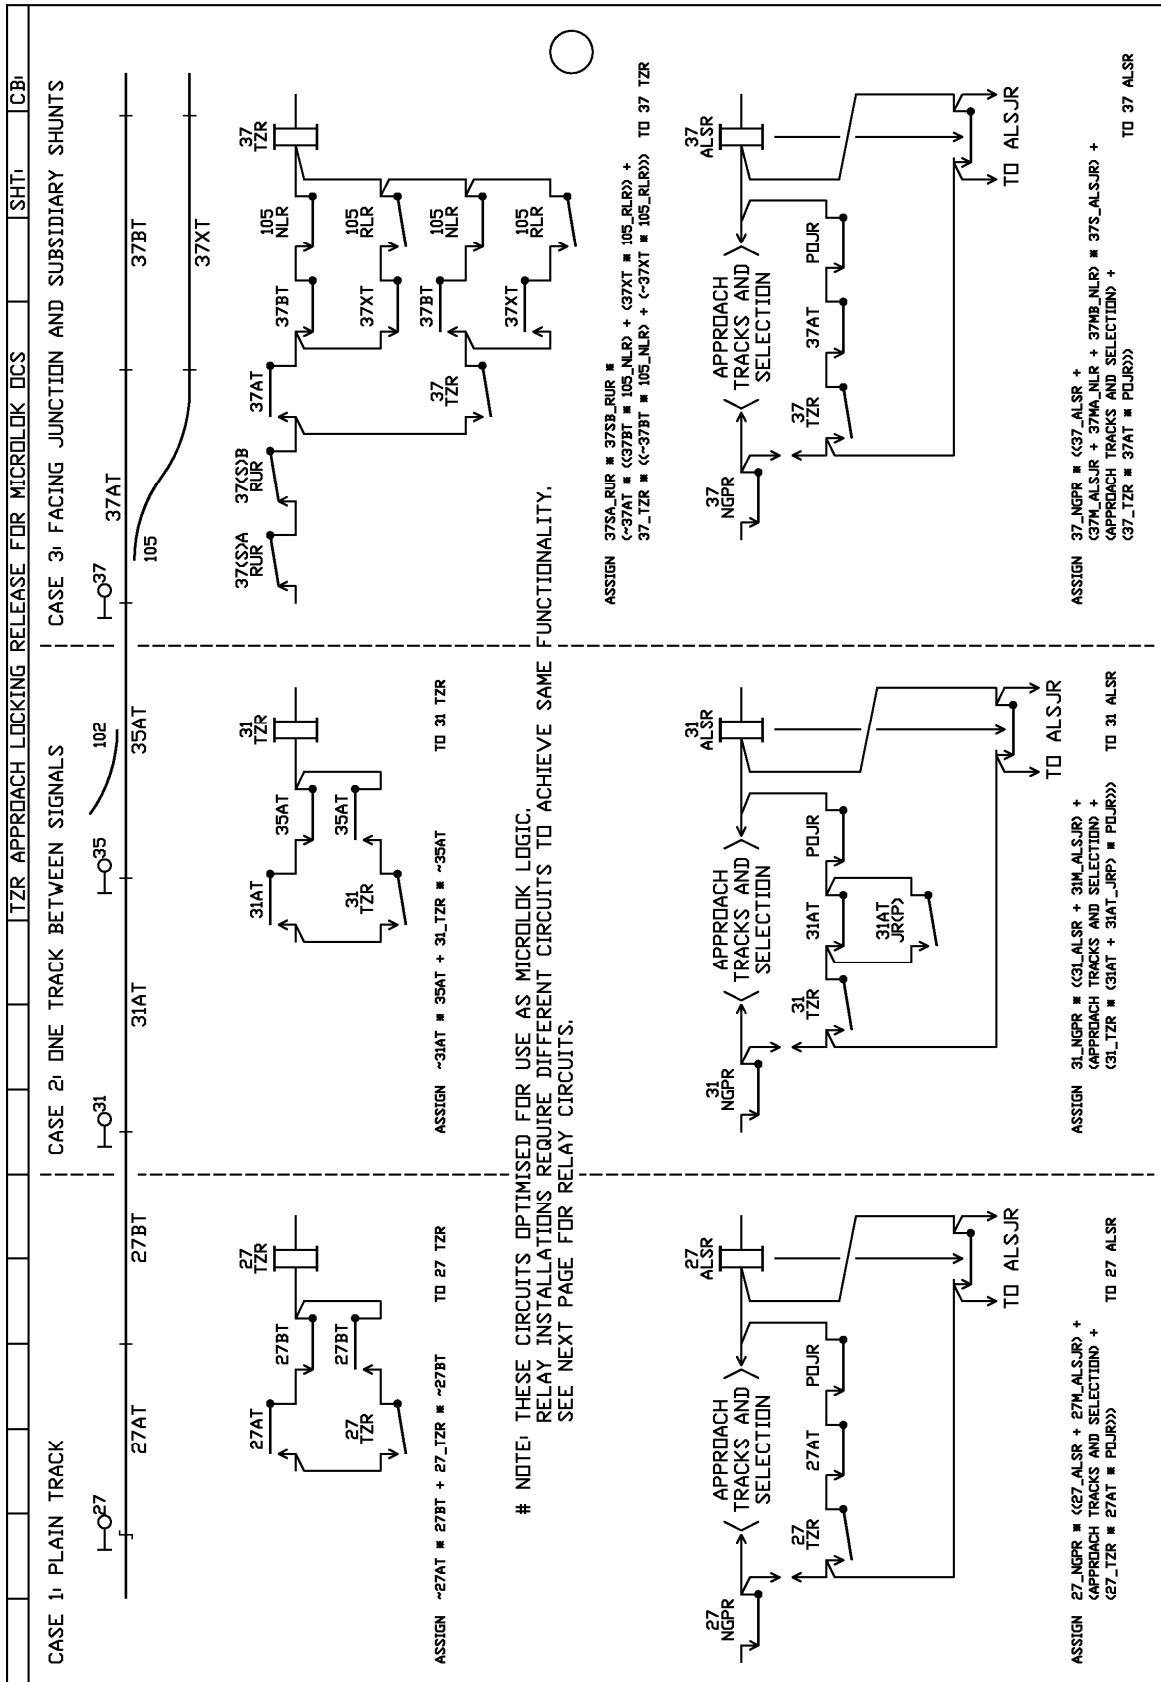 TZR APPROACH LOCKING RELEASE FOR MICROLOK OCS
SHT:
CB:
CASE 1: PLAIN TRACK
27
27AT
27BT
27AT
27BT
27
TZR
27BT
27
TZR
ASSIGN ~27AT * 27BT + 27_TZR * ~27BT TO 27 TZR
CASE 2: ONE TRACK BETWEEN SIGNALS
31
35
102
31AT
35AT
31AT
35AT
31
TZR
35AT
31
TZR
ASSIGN ~31AT * 35AT + 31_TZR * ~35AT TO 31 TZR
CASE 3: FACING JUNCTION AND SUBSIDIARY SHUNTS
37
37AT
105
37BT
37XT
37(S)A
RUR
37(S)B
RUR
37AT
37BT
105
NLR
37
TZR
37XT
105
RLR
37
TZR
37BT
105
NLR
37XT
105
RLR
ASSIGN 37SA_RUR * 37SB_RUR *
(~37AT * ((37BT * 105_NLR) + (37XT * 105_RLR)) +
37_TZR * ((~37BT * 105_NLR) + (~37XT * 105_RLR))) TO 37 TZR
# NOTE: THESE CIRCUITS OPTIMISED FOR USE AS MICROLOK LOGIC.
RELAY INSTALLATIONS REQUIRE DIFFERENT CIRCUITS TO ACHIEVE SAME FUNCTIONALITY.
SEE NEXT PAGE FOR RELAY CIRCUITS.
27
NGPR
APPROACH
TRACKS AND
SELECTION
27
ALSR
27
TZR
27AT
POJR
TO ALSJR
ASSIGN 27_NGPR * ((27_ALSR + 27M_ALSJR) +
(APPROACH TRACKS AND SELECTION) +
(27_TZR * 27AT * POJR))) TO 27 ALSR
31
NGPR
APPROACH
TRACKS AND
SELECTION
31
ALSR
31
TZR
31AT
POJR
31AT
JR(P)
TO ALSJR
ASSIGN 31_NGPR * ((31_ALSR + 31M_ALSJR) +
(APPROACH TRACKS AND SELECTION) +
(31_TZR * (31AT + 31AT_JRP) * POJR))) TO 31 ALSR
37
NGPR
APPROACH
TRACKS AND
SELECTION
37
ALSR
37
TZR
37AT
POJR
TO ALSJR
ASSIGN 37_NGPR * ((37_ALSR +
(37M_ALSJR + 37MA_NLR + 37MB_NLR) * 37S_ALSJR) +
(APPROACH TRACKS AND SELECTION) +
(37_TZR * 37AT * POJR))) TO 37 ALSR